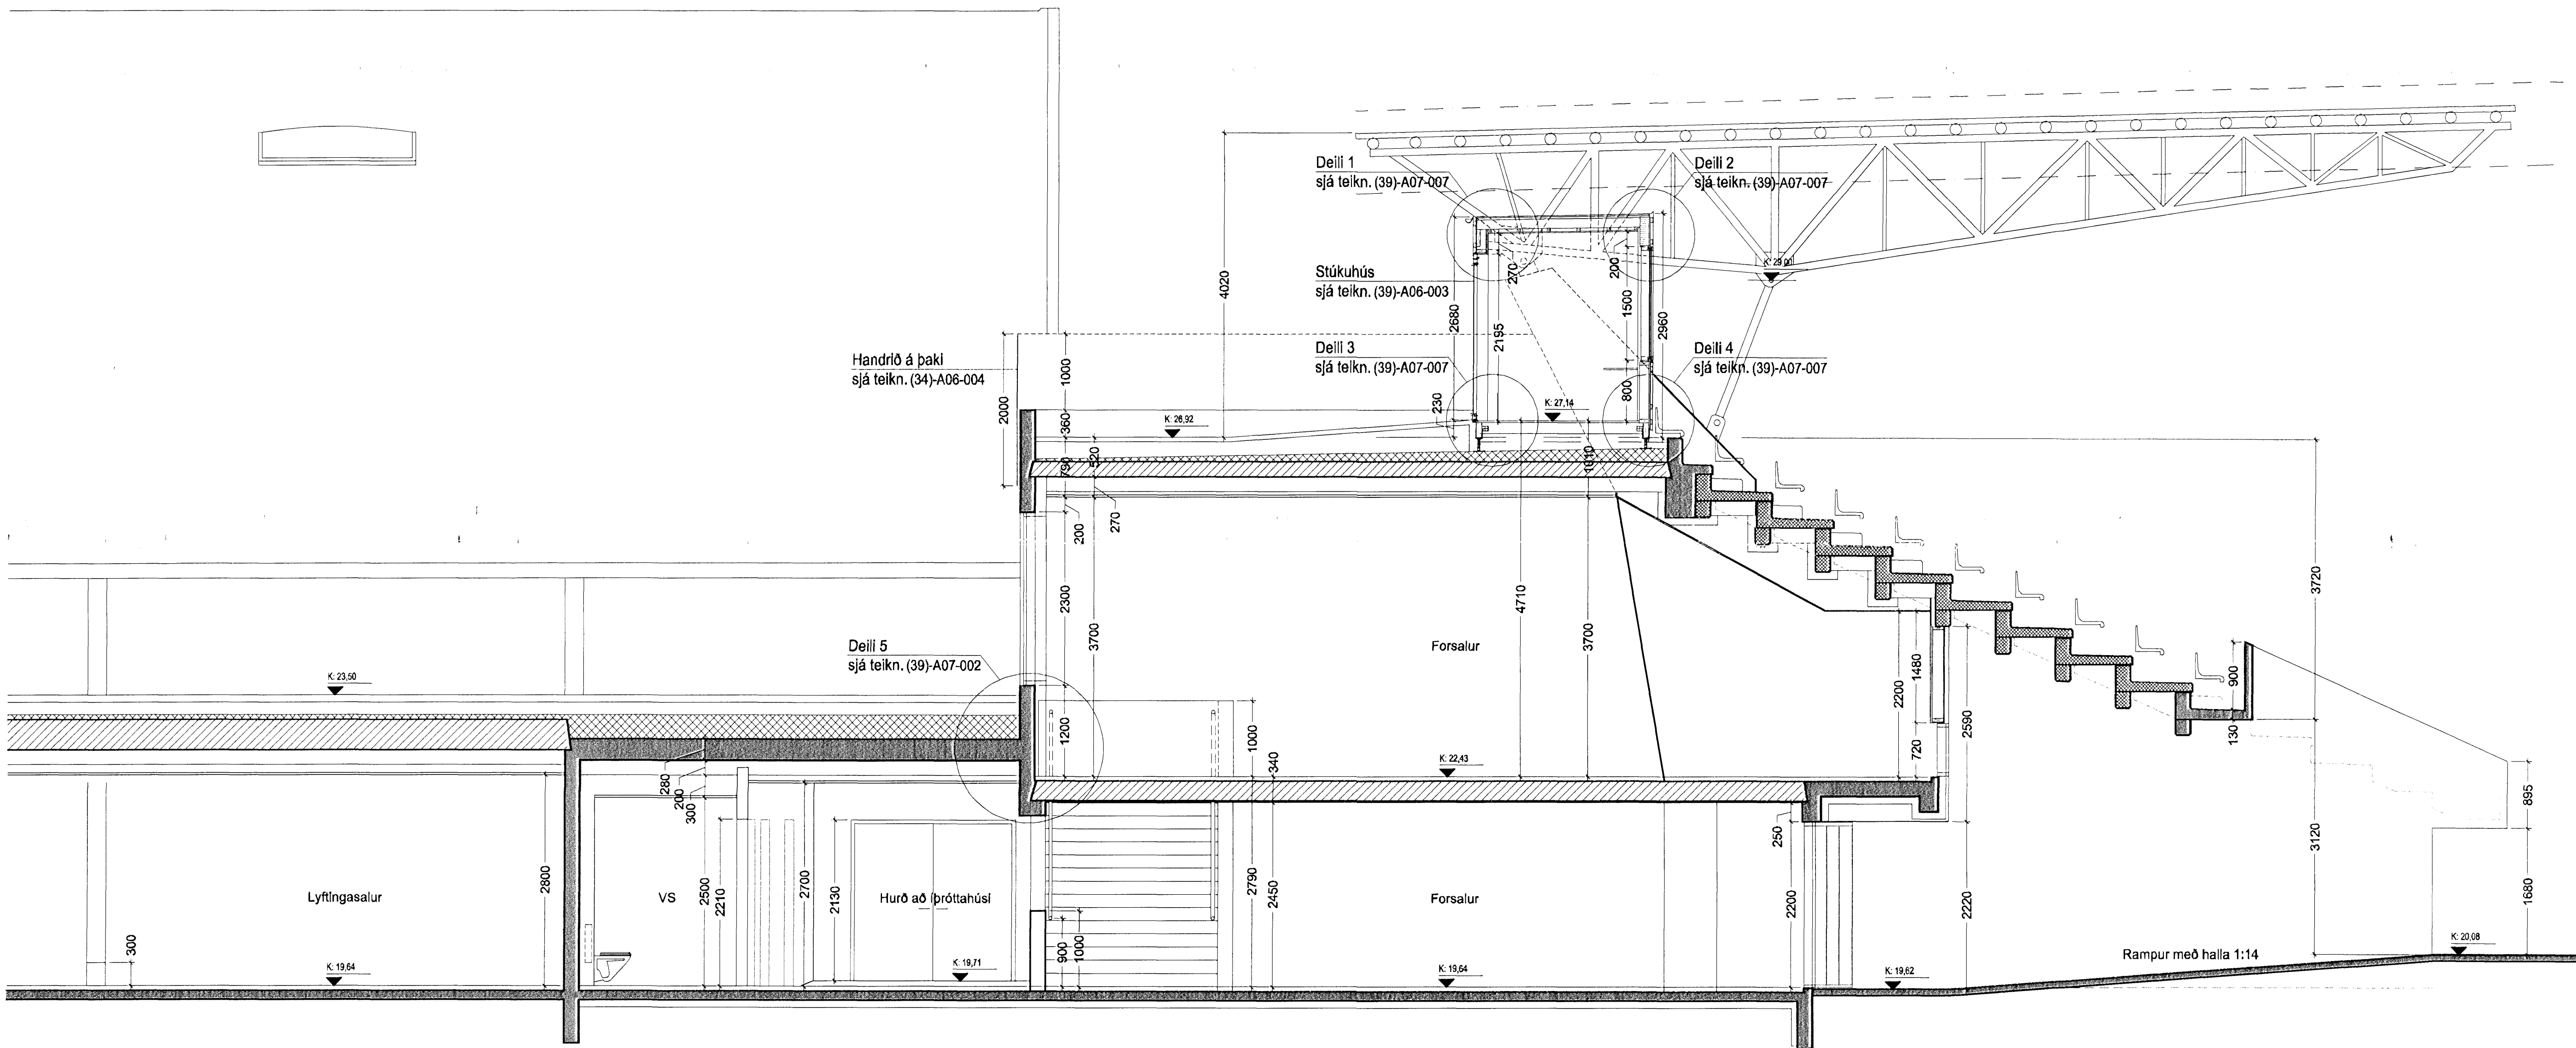 Deili 1
sjá teikn. (39)-A07-007
Deili 2
sjá teikn. (39)-A07-007
Stúkuhús
sjá teikn. (39)-A06-003
K: 29,00
4020
2680
2195
270
200
1500
2960
800
230
Deili 3
sjá teikn. (39)-A07-007
Deili 4
sjá teikn. (39)-A07-007
Handrið á þaki
sjá teikn. (34)-A06-004
2000
1000
360
790
520
K: 26,92
K: 27,14
1010
200
270
2300
3700
4710
3700
Forsalur
3720
900
130
2200
1480
720
2590
Deili 5
sjá teikn. (39)-A07-002
K: 23,50
1200
1000
340
K: 22,43
280
200
300
250
895
3120
1680
Lyftingasalur
2800
300
VS
2500
2210
2700
2130
Hurð að íþróttahúsi
900
1000
2790
2450
Forsalur
2200
2220
K: 19,64
K: 19,71
K: 19,64
K: 19,62
Rampur með halla 1:14
K: 20,08